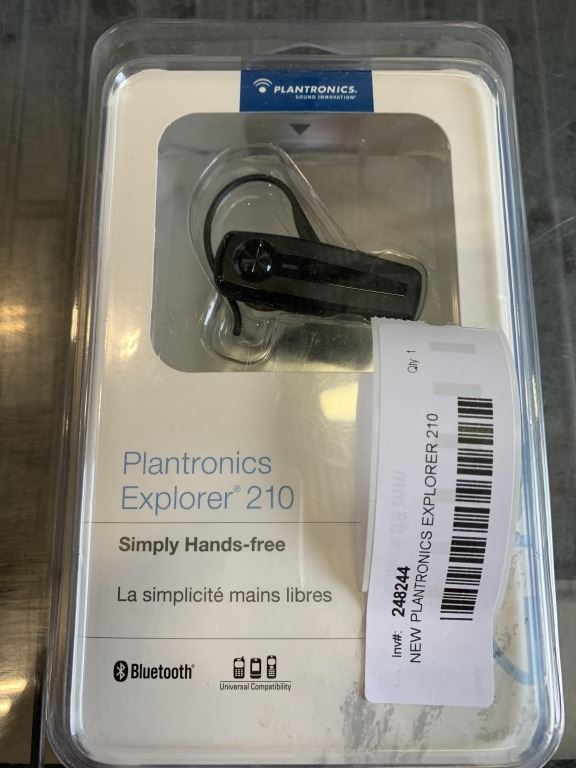 PLANTRONICS.
SOUND INNOVATION®
Plantronics
Explorer® 210
Simply Hands-free
La simplicité mains libres
Bluetooth®
Universal Compatibility
Qty: 1
Inv#: 248244
NEW PLANTRONICS EXPLORER 210